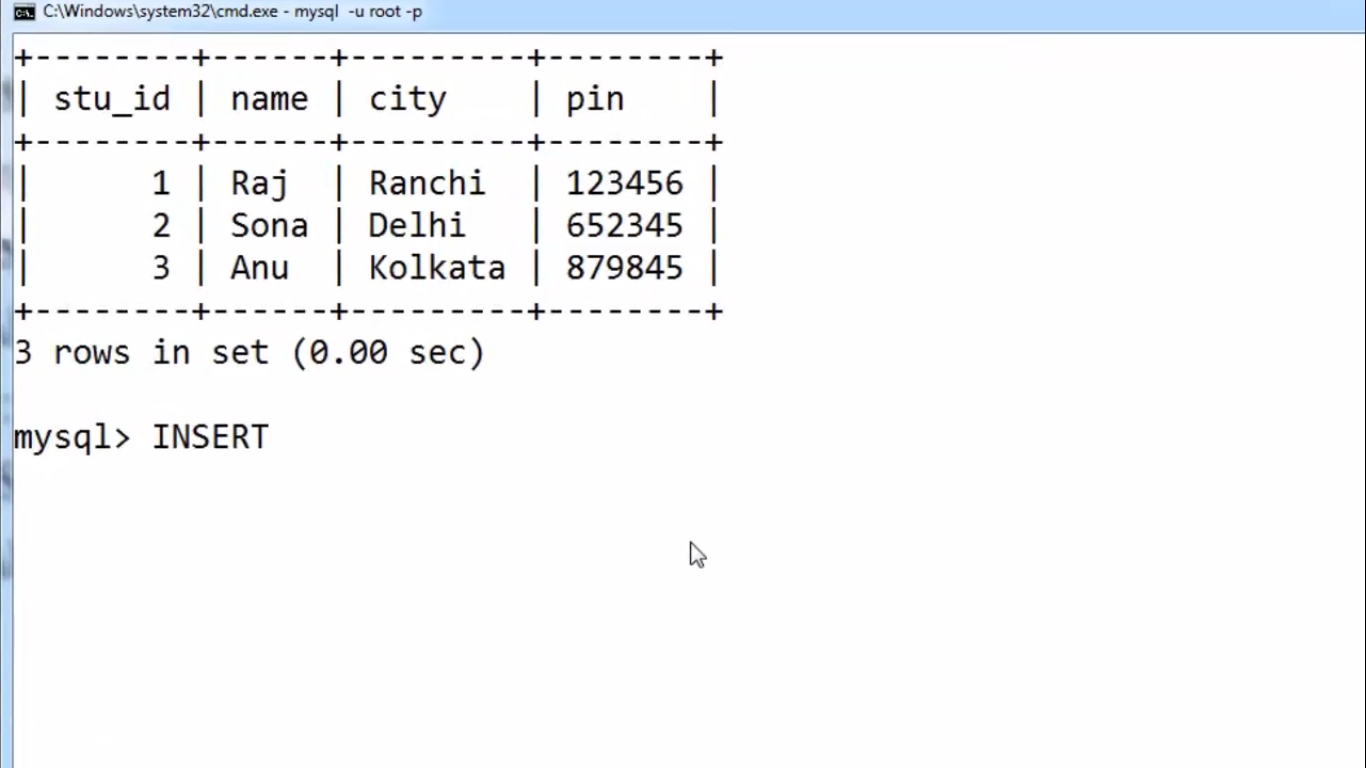 C:\Windows\system32\cmd.exe - mysql  -u root -p
+--------+------+---------+--------+
| stu_id | name | city    | pin    |
+--------+------+---------+--------+
|      1 | Raj  | Ranchi  | 123456 |
|      2 | Sona | Delhi   | 652345 |
|      3 | Anu  | Kolkata | 879845 |
+--------+------+---------+--------+
3 rows in set (0.00 sec)
mysql> INSERT